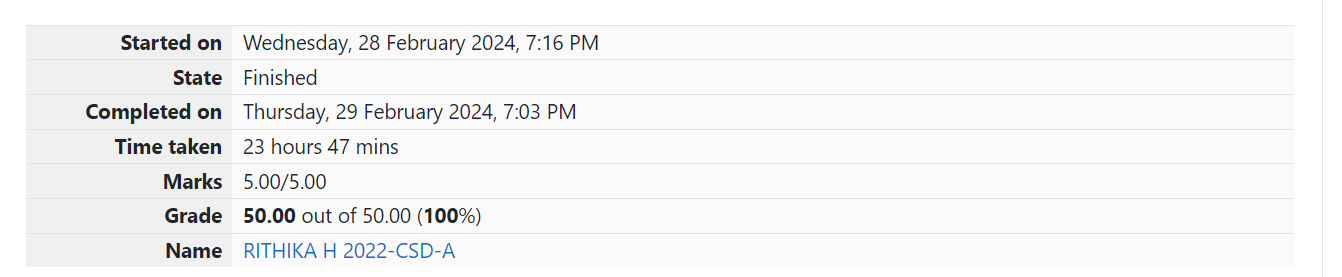 Started on Wednesday, 28 February 2024, 7:16 PM
State Finished
Completed on Thursday, 29 February 2024, 7:03 PM
Time taken 23 hours 47 mins
Marks 5.00/5.00
Grade 50.00 out of 50.00 (100%)
Name RITHIKA H 2022-CSD-A